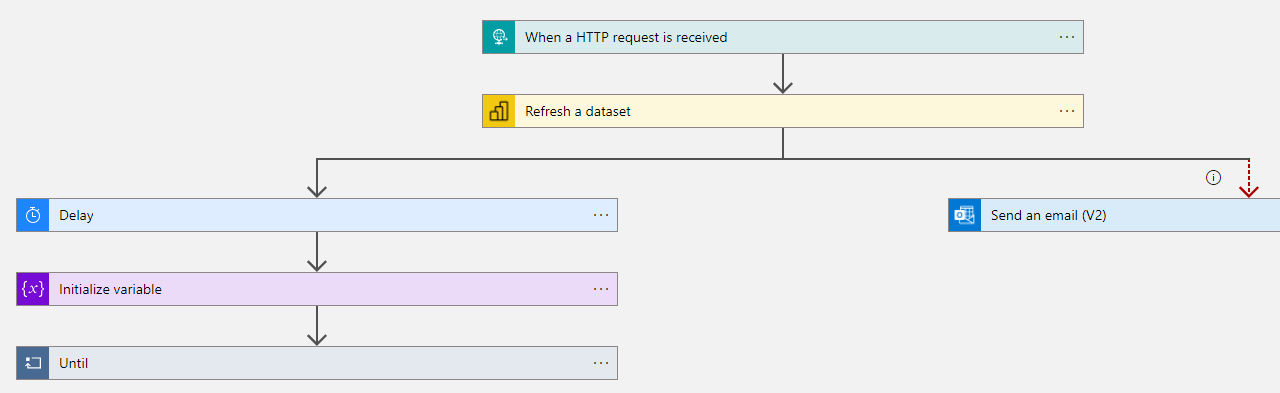 When a HTTP request is received
Refresh a dataset
Delay
Send an email (V2)
{x} Initialize variable
Until